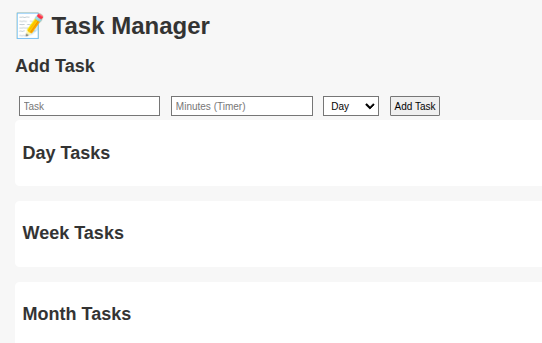 📝 Task Manager
Add Task
Task Minutes (Timer) Day Add Task
Day Tasks
Week Tasks
Month Tasks